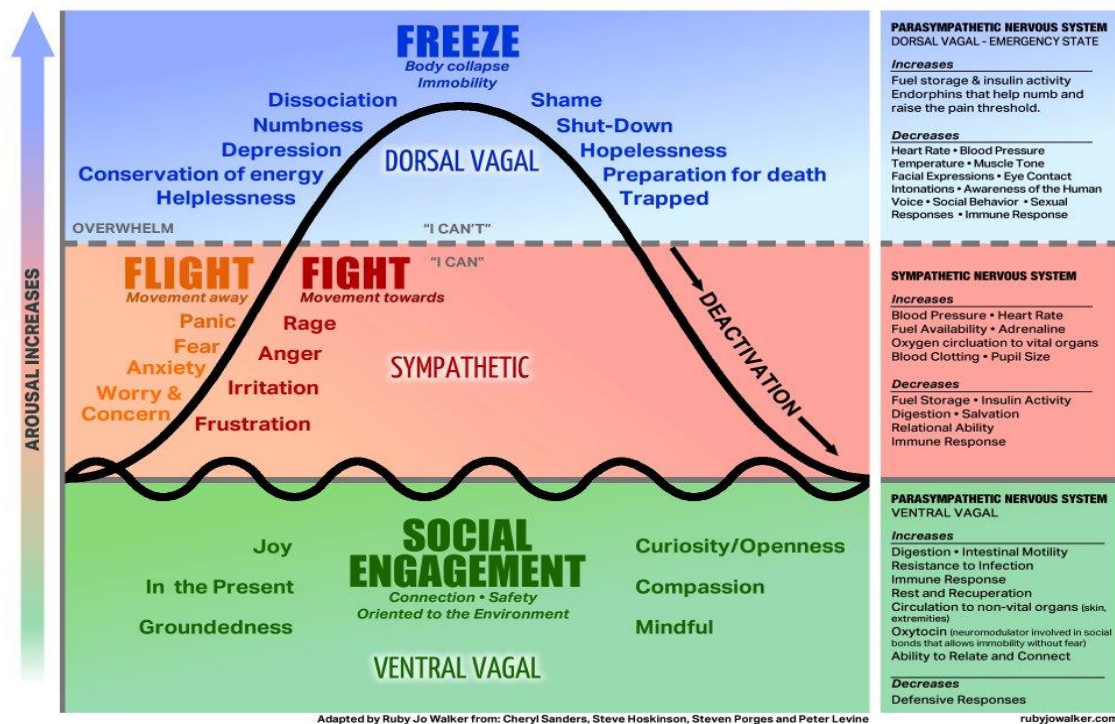 AROUSAL INCREASES
FREEZE
Body collapse
Immobility
Dissociation
Numbness
Depression
Conservation of energy
Helplessness
Shame
Shut-Down
Hopelessness
Preparation for death
Trapped
DORSAL VAGAL
OVERWHELM
"I CAN'T"
"I CAN"
FLIGHT
Movement away
Panic
Fear
Anxiety
Worry &
Concern
FIGHT
Movement towards
Rage
Anger
Irritation
Frustration
SYMPATHETIC
DEACTIVATION
SOCIAL
ENGAGEMENT
Connection • Safety
Oriented to the Environment
Joy
In the Present
Groundedness
Curiosity/Openness
Compassion
Mindful
VENTRAL VAGAL
PARASYMPATHETIC NERVOUS SYSTEM
DORSAL VAGAL - EMERGENCY STATE
Increases
Fuel storage & insulin activity
Endorphins that help numb and
raise the pain threshold.
Decreases
Heart Rate • Blood Pressure
Temperature • Muscle Tone
Facial Expressions • Eye Contact
Intonations • Awareness of the Human
Voice • Social Behavior • Sexual
Responses • Immune Response
SYMPATHETIC NERVOUS SYSTEM
Increases
Blood Pressure • Heart Rate
Fuel Availability • Adrenaline
Oxygen circluation to vital organs
Blood Clotting • Pupil Size
Decreases
Fuel Storage • Insulin Activity
Digestion • Salvation
Relational Ability
Immune Response
PARASYMPATHETIC NERVOUS SYSTEM
VENTRAL VAGAL
Increases
Digestion • Intestinal Motility
Resistance to Infection
Immune Response
Rest and Recuperation
Circulation to non-vital organs (skin,
extremities)
Oxytocin (neuromodulator involved in social
bonds that allows immobility without fear)
Ability to Relate and Connect
Decreases
Defensive Responses
Adapted by Ruby Jo Walker from: Cheryl Sanders, Steve Hoskinson, Steven Porges and Peter Levine
rubyjowalker.com